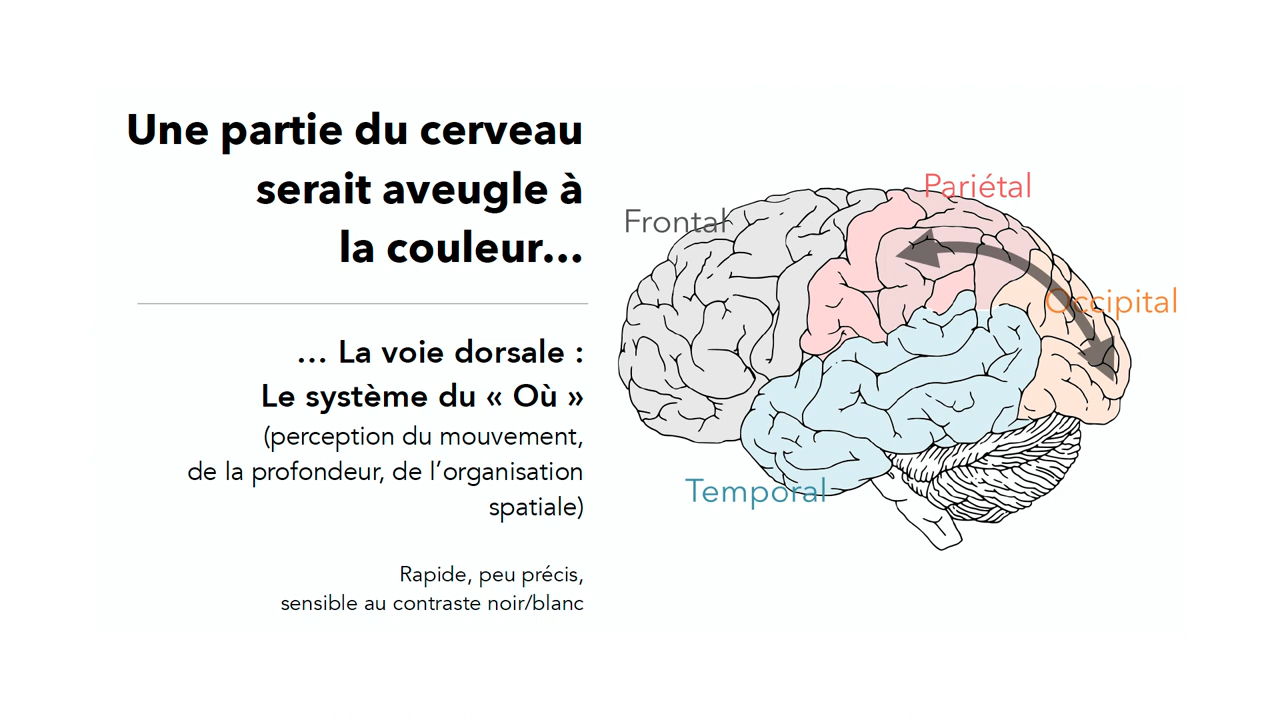 Une partie du cerveau
serait aveugle à
la couleur...
... La voie dorsale :
Le système du « Où »
(perception du mouvement,
de la profondeur, de l'organisation
spatiale)
Rapide, peu précis,
sensible au contraste noir/blanc
Pariétal
Frontal
Occipital
Temporal